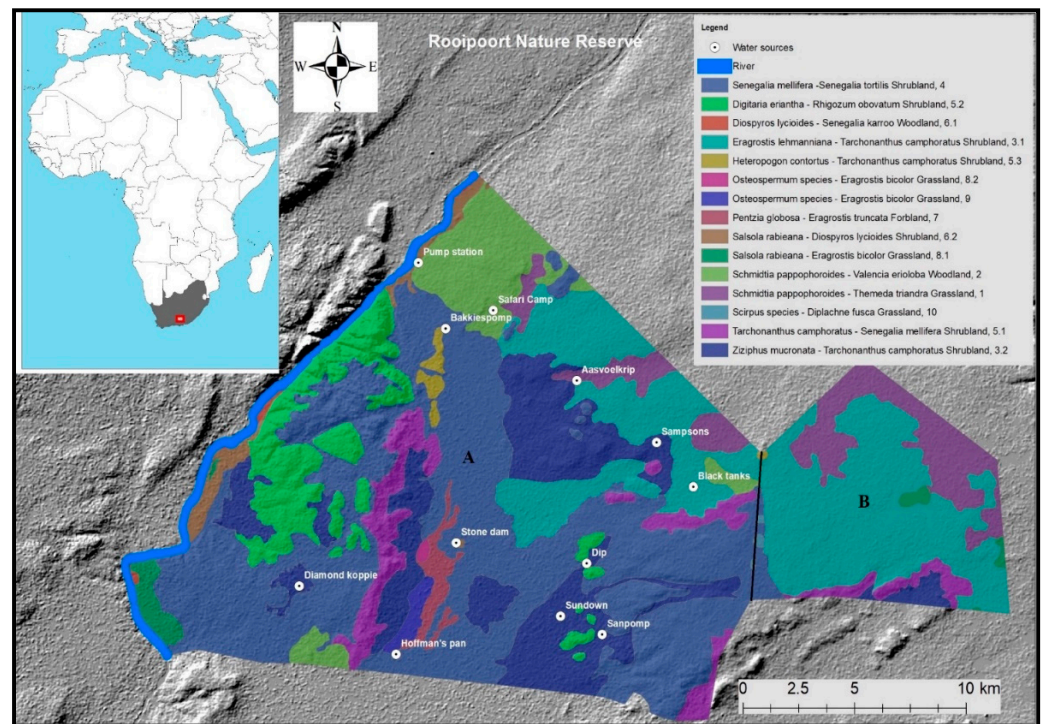 Rooipoort Nature Reserve
N
W
E
S
Legend
Water sources
River
Senegalia mellifera -Senegalia tortilis Shrubland, 4
Digitaria eriantha - Rhigozum obovatum Shrubland, 5.2
Diospyros lycioides - Senegalia karroo Woodland, 6.1
Eragrostis lehmanniana - Tarchonanthus camphoratus Shrubland, 3.1
Heteropogon contortus - Tarchonanthus camphoratus Shrubland, 5.3
Osteospermum species - Eragrostis bicolor Grassland, 8.2
Osteospermum species - Eragrostis bicolor Grassland, 9
Pentzia globosa - Eragrostis truncata Forbland, 7
Salsola rabieana - Diospyros lycioides Shrubland, 6.2
Salsola rabieana - Eragrostis bicolor Grassland, 8.1
Schmidtia pappophoroides - Valencia erioloba Woodland, 2
Schmidtia pappophoroides - Themeda triandra Grassland, 1
Scirpus species - Diplachne fusca Grassland, 10
Tarchonanthus camphoratus - Senegalia mellifera Shrubland, 5.1
Ziziphus mucronata - Tarchonanthus camphoratus Shrubland, 3.2
Pump station
Safari Camp
Bakkiespomp
Aasvoelkrip
Sampsons
A
Black tanks
B
Stone dam
Dip
Diamond koppie
Sundown
Sanpomp
Hoffman's pan
0 2.5 5 10 km